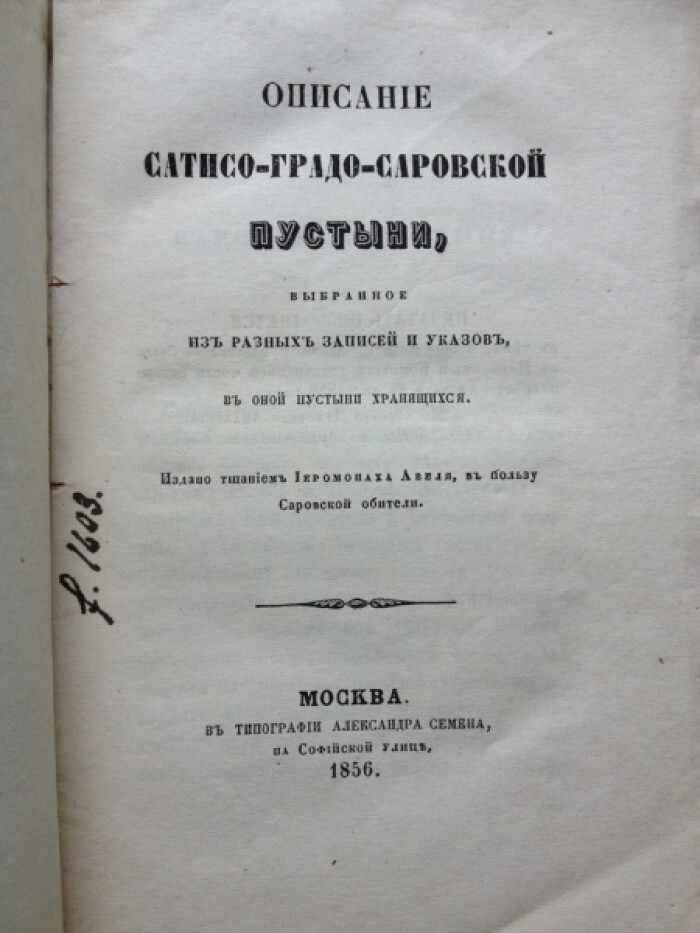 ОПИСАНІЕ
САТИСО-ГРАДО-САРОВСКОЙ
ПУСТЫНИ,
ВЫБРАННОЕ
ИЗЪ РАЗНЫХЪ ЗАПИСЕЙ И УКАЗОВЪ,
ВЪ ОНОЙ ПУСТЫНИ ХРАНЯЩИХСЯ.
Издано тщаніемъ Іеромонаха Авеля, въ пользу
Саровской обители.
f. 1603.
МОСКВА.
ВЪ ТИПОГРАФІИ АЛЕКСАНДРА СЕМЕНА,
на Софійской улицѣ,
1856.